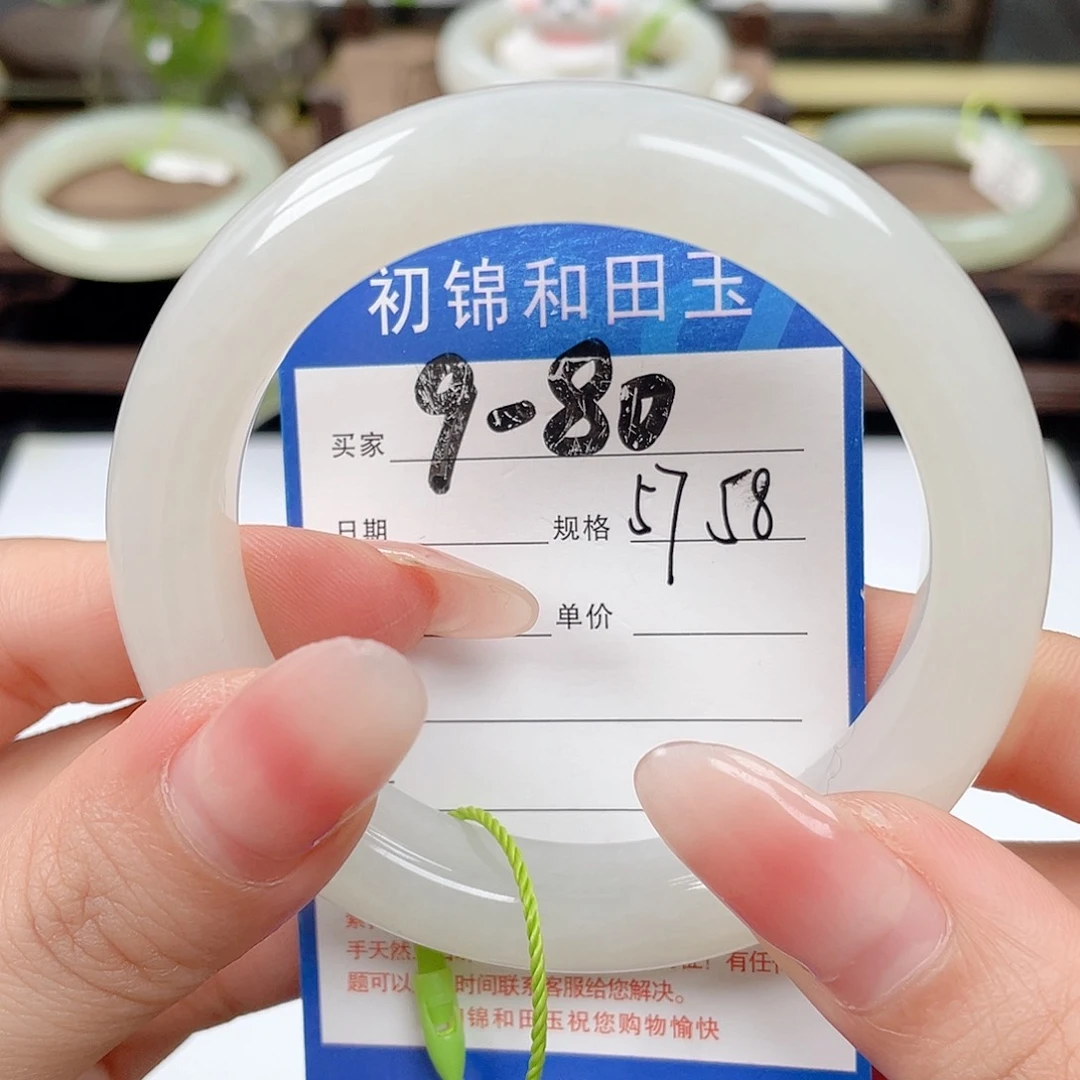 初锦和田玉
买家 9-80
日期 规格 57 58
单价
手天然 有任
题可以 时间联系客服给您解决。
锦和田玉祝您购物愉快